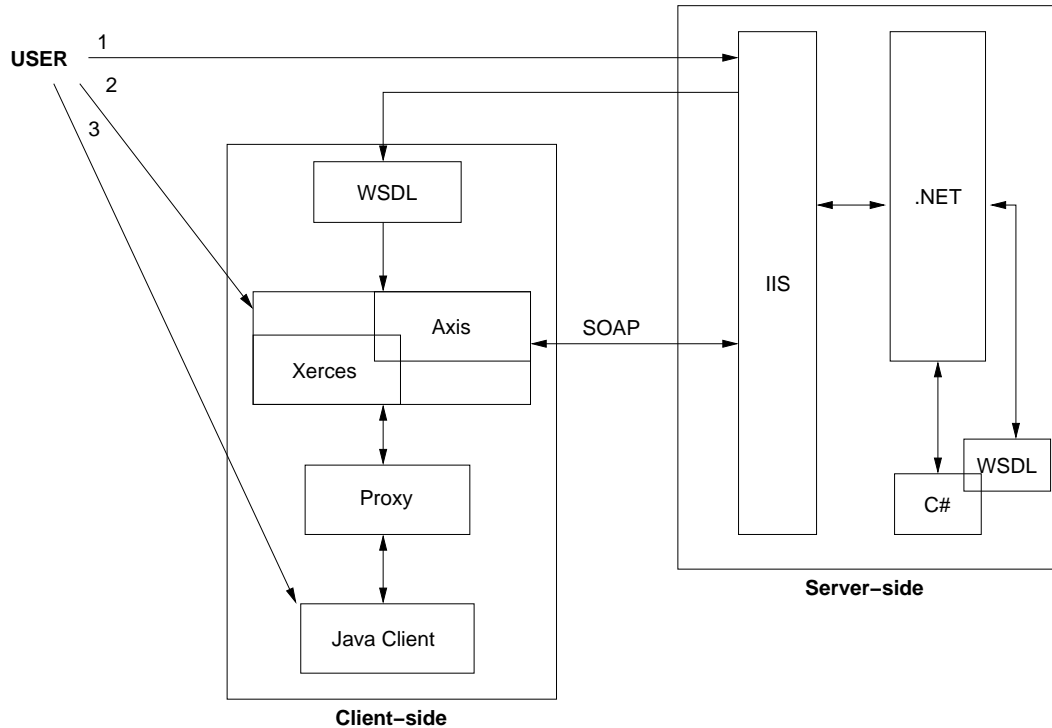 1
USER
2
3
WSDL
.NET
IIS
Axis
SOAP
Xerces
WSDL
Proxy
C#
Server−side
Java Client
Client−side